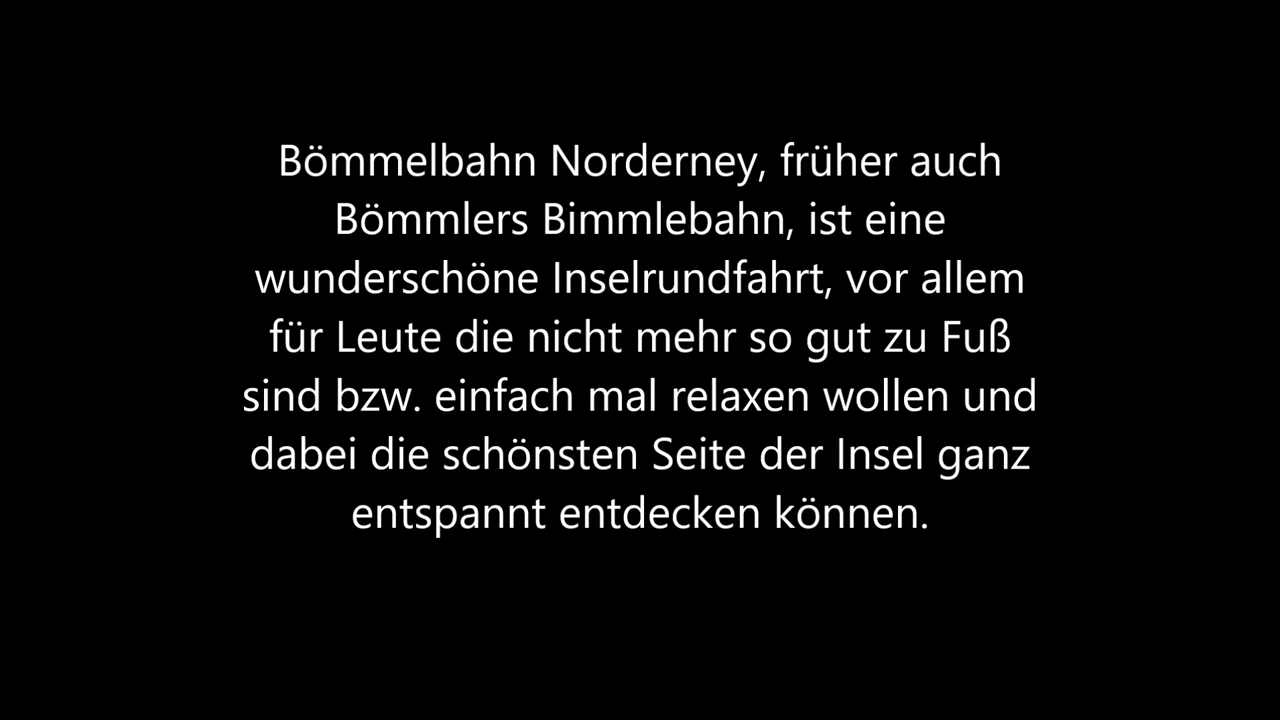 Bömmelbahn Norderney, früher auch
Bömmlers Bimmlebahn, ist eine
wunderschöne Inselrundfahrt, vor allem
für Leute die nicht mehr so gut zu Fuß
sind bzw. einfach mal relaxen wollen und
dabei die schönsten Seite der Insel ganz
entspannt entdecken können.